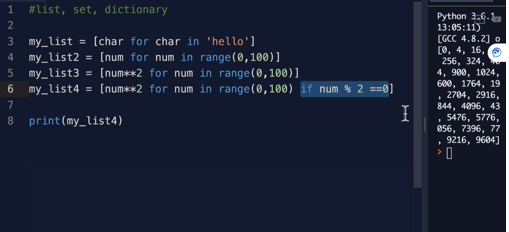 #list, set, dictionary
my_list = [char for char in 'hello']
my_list2 = [num for num in range(0,100)]
my_list3 = [num**2 for num in range(0,100)]
my_list4 = [num**2 for num in range(0,100) if num % 2 ==0]
print(my_list4)
1
2
3
4
5
6
7
8
Python 3.6.1
13:05:11)
[GCC 4.8.2] o
[0, 4, 16,
256, 324,
4, 900, 1024,
600, 1764, 19
, 2704, 2916,
844, 4096, 43
, 5476, 5776,
056, 7396, 77
, 9216, 9604]